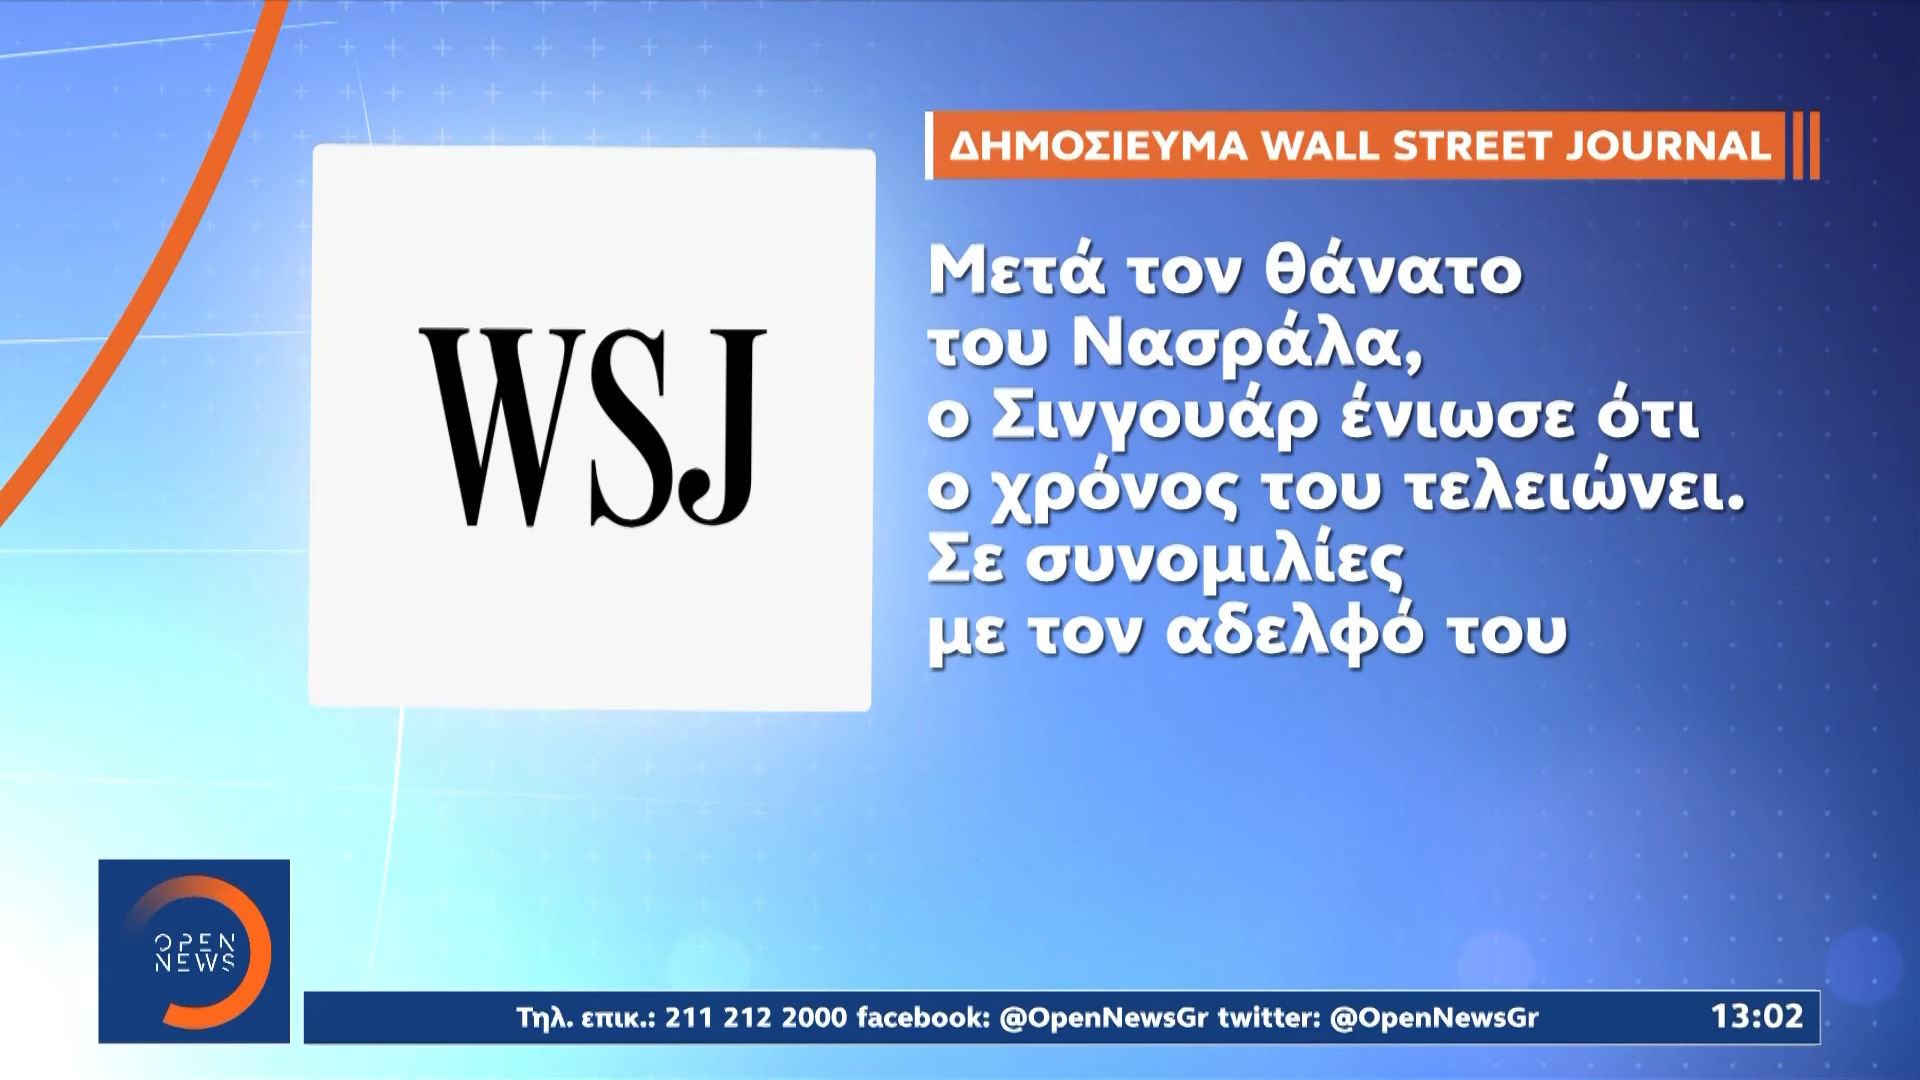 ΔΗΜΟΣΙΕΥΜΑ WALL STREET JOURNAL
WSJ
Μετά τον θάνατο
του Νασράλα,
ο Σινγουάρ ένιωσε ότι
ο χρόνος του τελειώνει.
Σε συνομιλίες
με τον αδελφό του
OPEN
NEWS
Τηλ. επικ.: 211 212 2000 facebook: @OpenNewsGr twitter: @OpenNewsGr
13:02